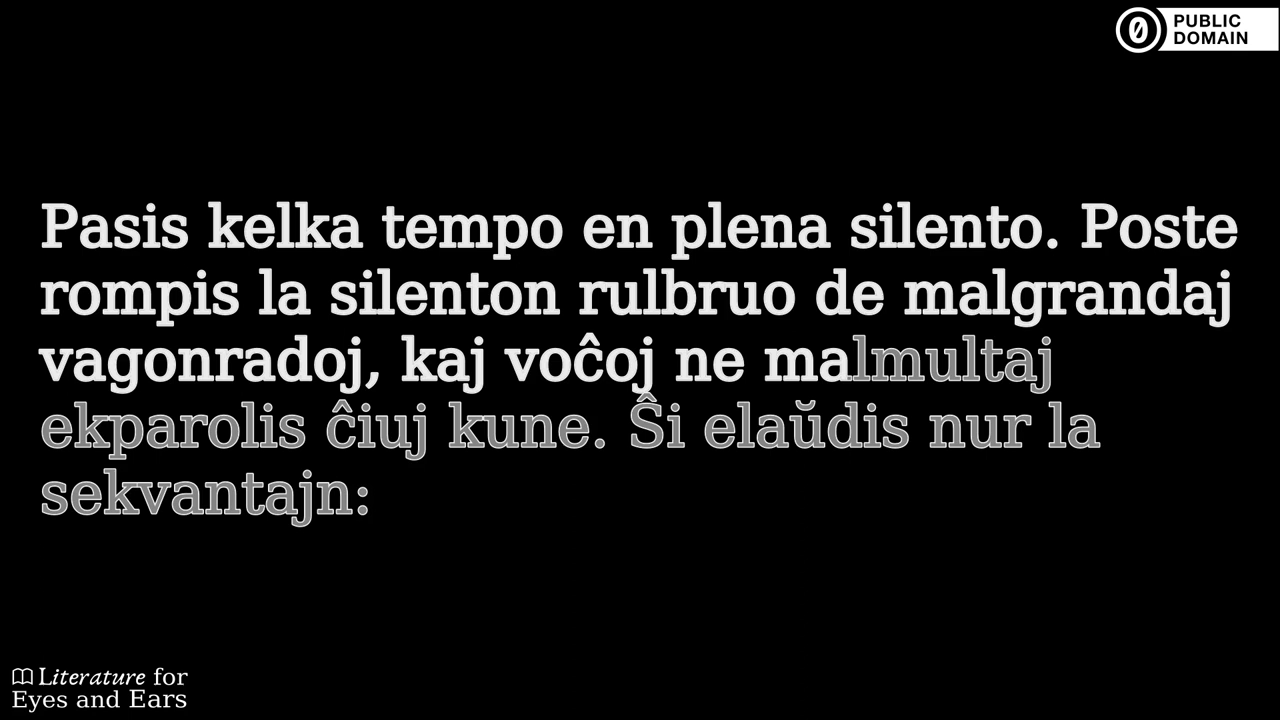 PUBLIC
DOMAIN
Pasis kelka tempo en plena silento. Poste
rompis la silenton rulbruo de malgrandaj
vagonradoj, kaj voĉoj ne malmultaj
ekparolis ĉiuj kune. Ŝi elaŭdis nur la
sekvantajn:
Literature for
Eyes and Ears